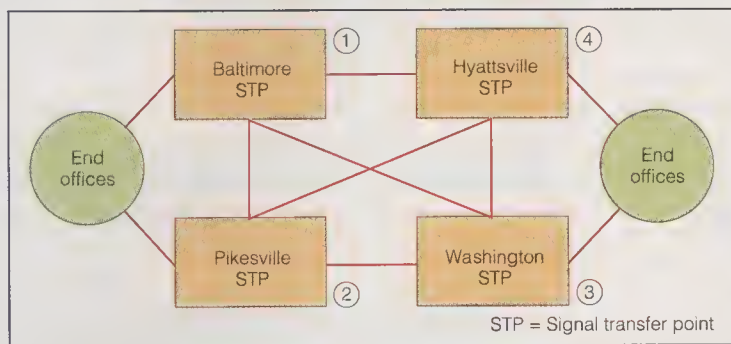 ①
④
Baltimore
STP
Hyattsville
STP
End
offices
End
offices
Pikesville
STP
Washington
STP
②
③
STP = Signal transfer point